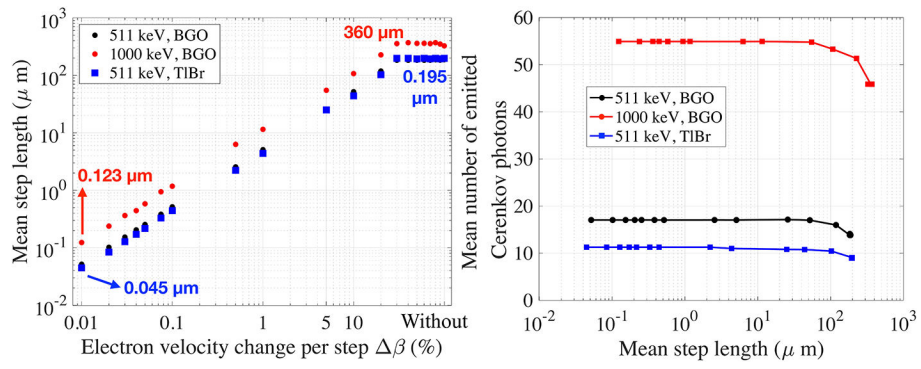 10³
10²
10¹
10⁰
10⁻¹
10⁻²
Mean step length (μ m)
511 keV, BGO
1000 keV, BGO
511 keV, TlBr
360 μm
0.195
μm
0.123 μm
0.045 μm
0.01
0.1
1
5
10
Without
Electron velocity change per step Δβ (%)
60
50
40
30
20
10
0
Mean number of emitted
Cerenkov photons
511 keV, BGO
1000 keV, BGO
511 keV, TlBr
10⁻²
10⁻¹
10⁰
10¹
10²
10³
Mean step length (μ m)